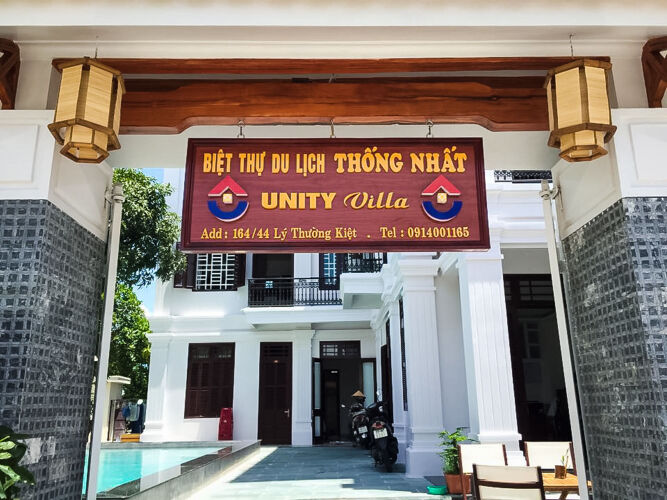 BIỆT THỰ DU LỊCH THỐNG NHẤT
UNITY Villa
Add : 164/44 Lý Thường Kiệt . Tel : 0914001165